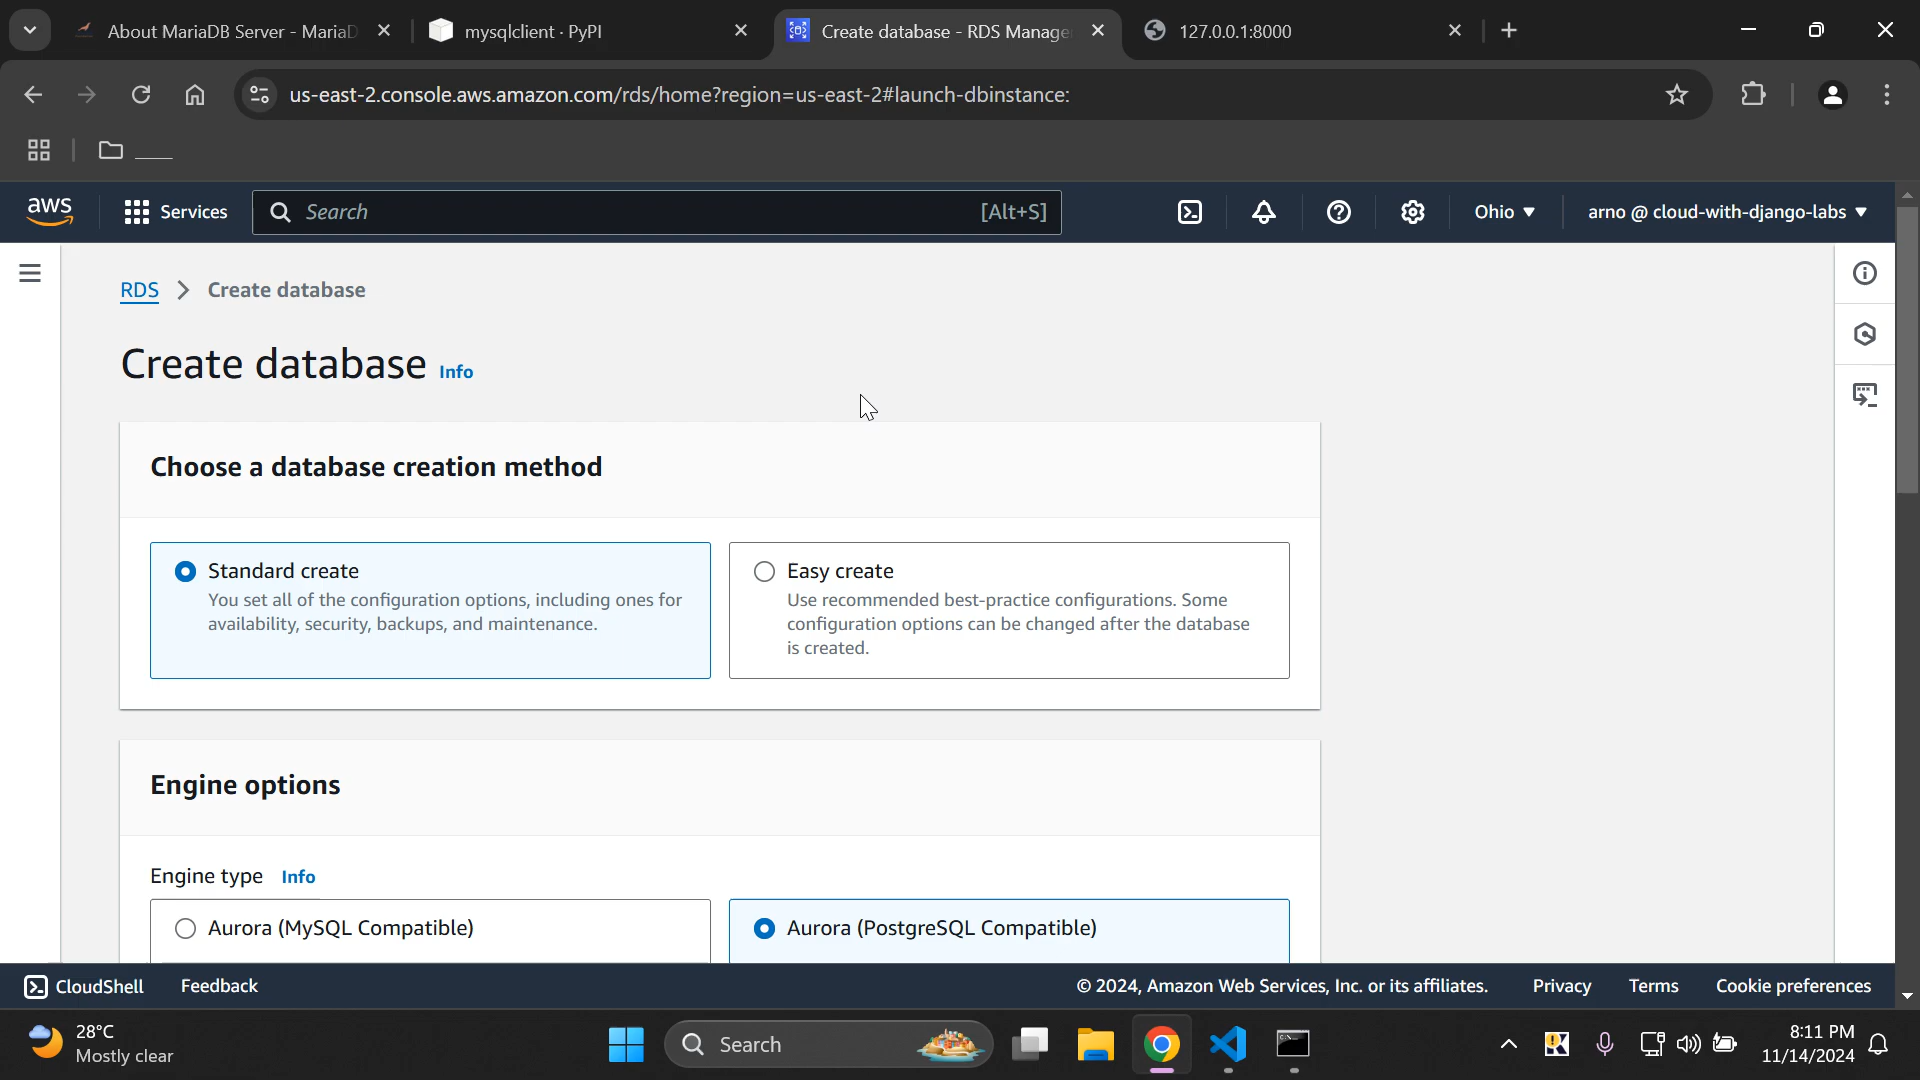 About MariaDB Server - MariaD
mysqlclient · PyPI
Create database - RDS Manage
127.0.0.1:8000
us-east-2.console.aws.amazon.com/rds/home?region=us-east-2#launch-dbinstance:
____
aws
Services
Search
[Alt+S]
Ohio
arno @ cloud-with-django-labs
RDS
Create database
Create database Info
Choose a database creation method
Standard create
You set all of the configuration options, including ones for
availability, security, backups, and maintenance.
Easy create
Use recommended best-practice configurations. Some
configuration options can be changed after the database
is created.
Engine options
Engine type Info
Aurora (MySQL Compatible)
Aurora (PostgreSQL Compatible)
CloudShell
Feedback
© 2024, Amazon Web Services, Inc. or its affiliates.
Privacy
Terms
Cookie preferences
28°C
Mostly clear
Search
8:11 PM
11/14/2024